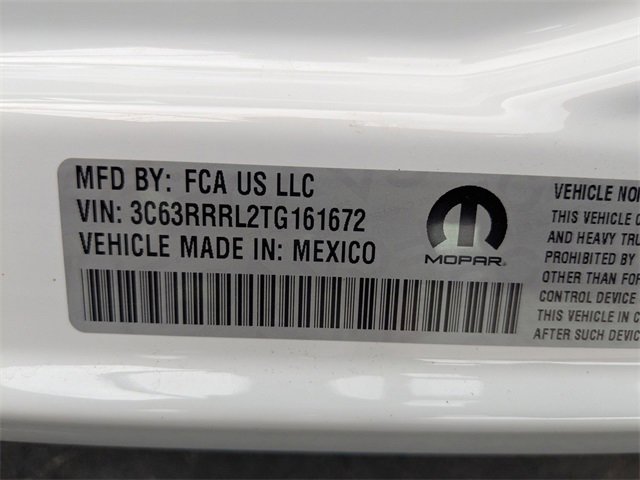 MFD BY: FCA US LLC
VIN: 3C63RRRL2TG161672
VEHICLE MADE IN: MEXICO
MOPAR
VEHICLE
THIS VEHICLE
AND HEAVY
PROHIBITED BY
OTHER THAN
CONTROL DEVICE
THIS VEHICLE IN
AFTER SUCH